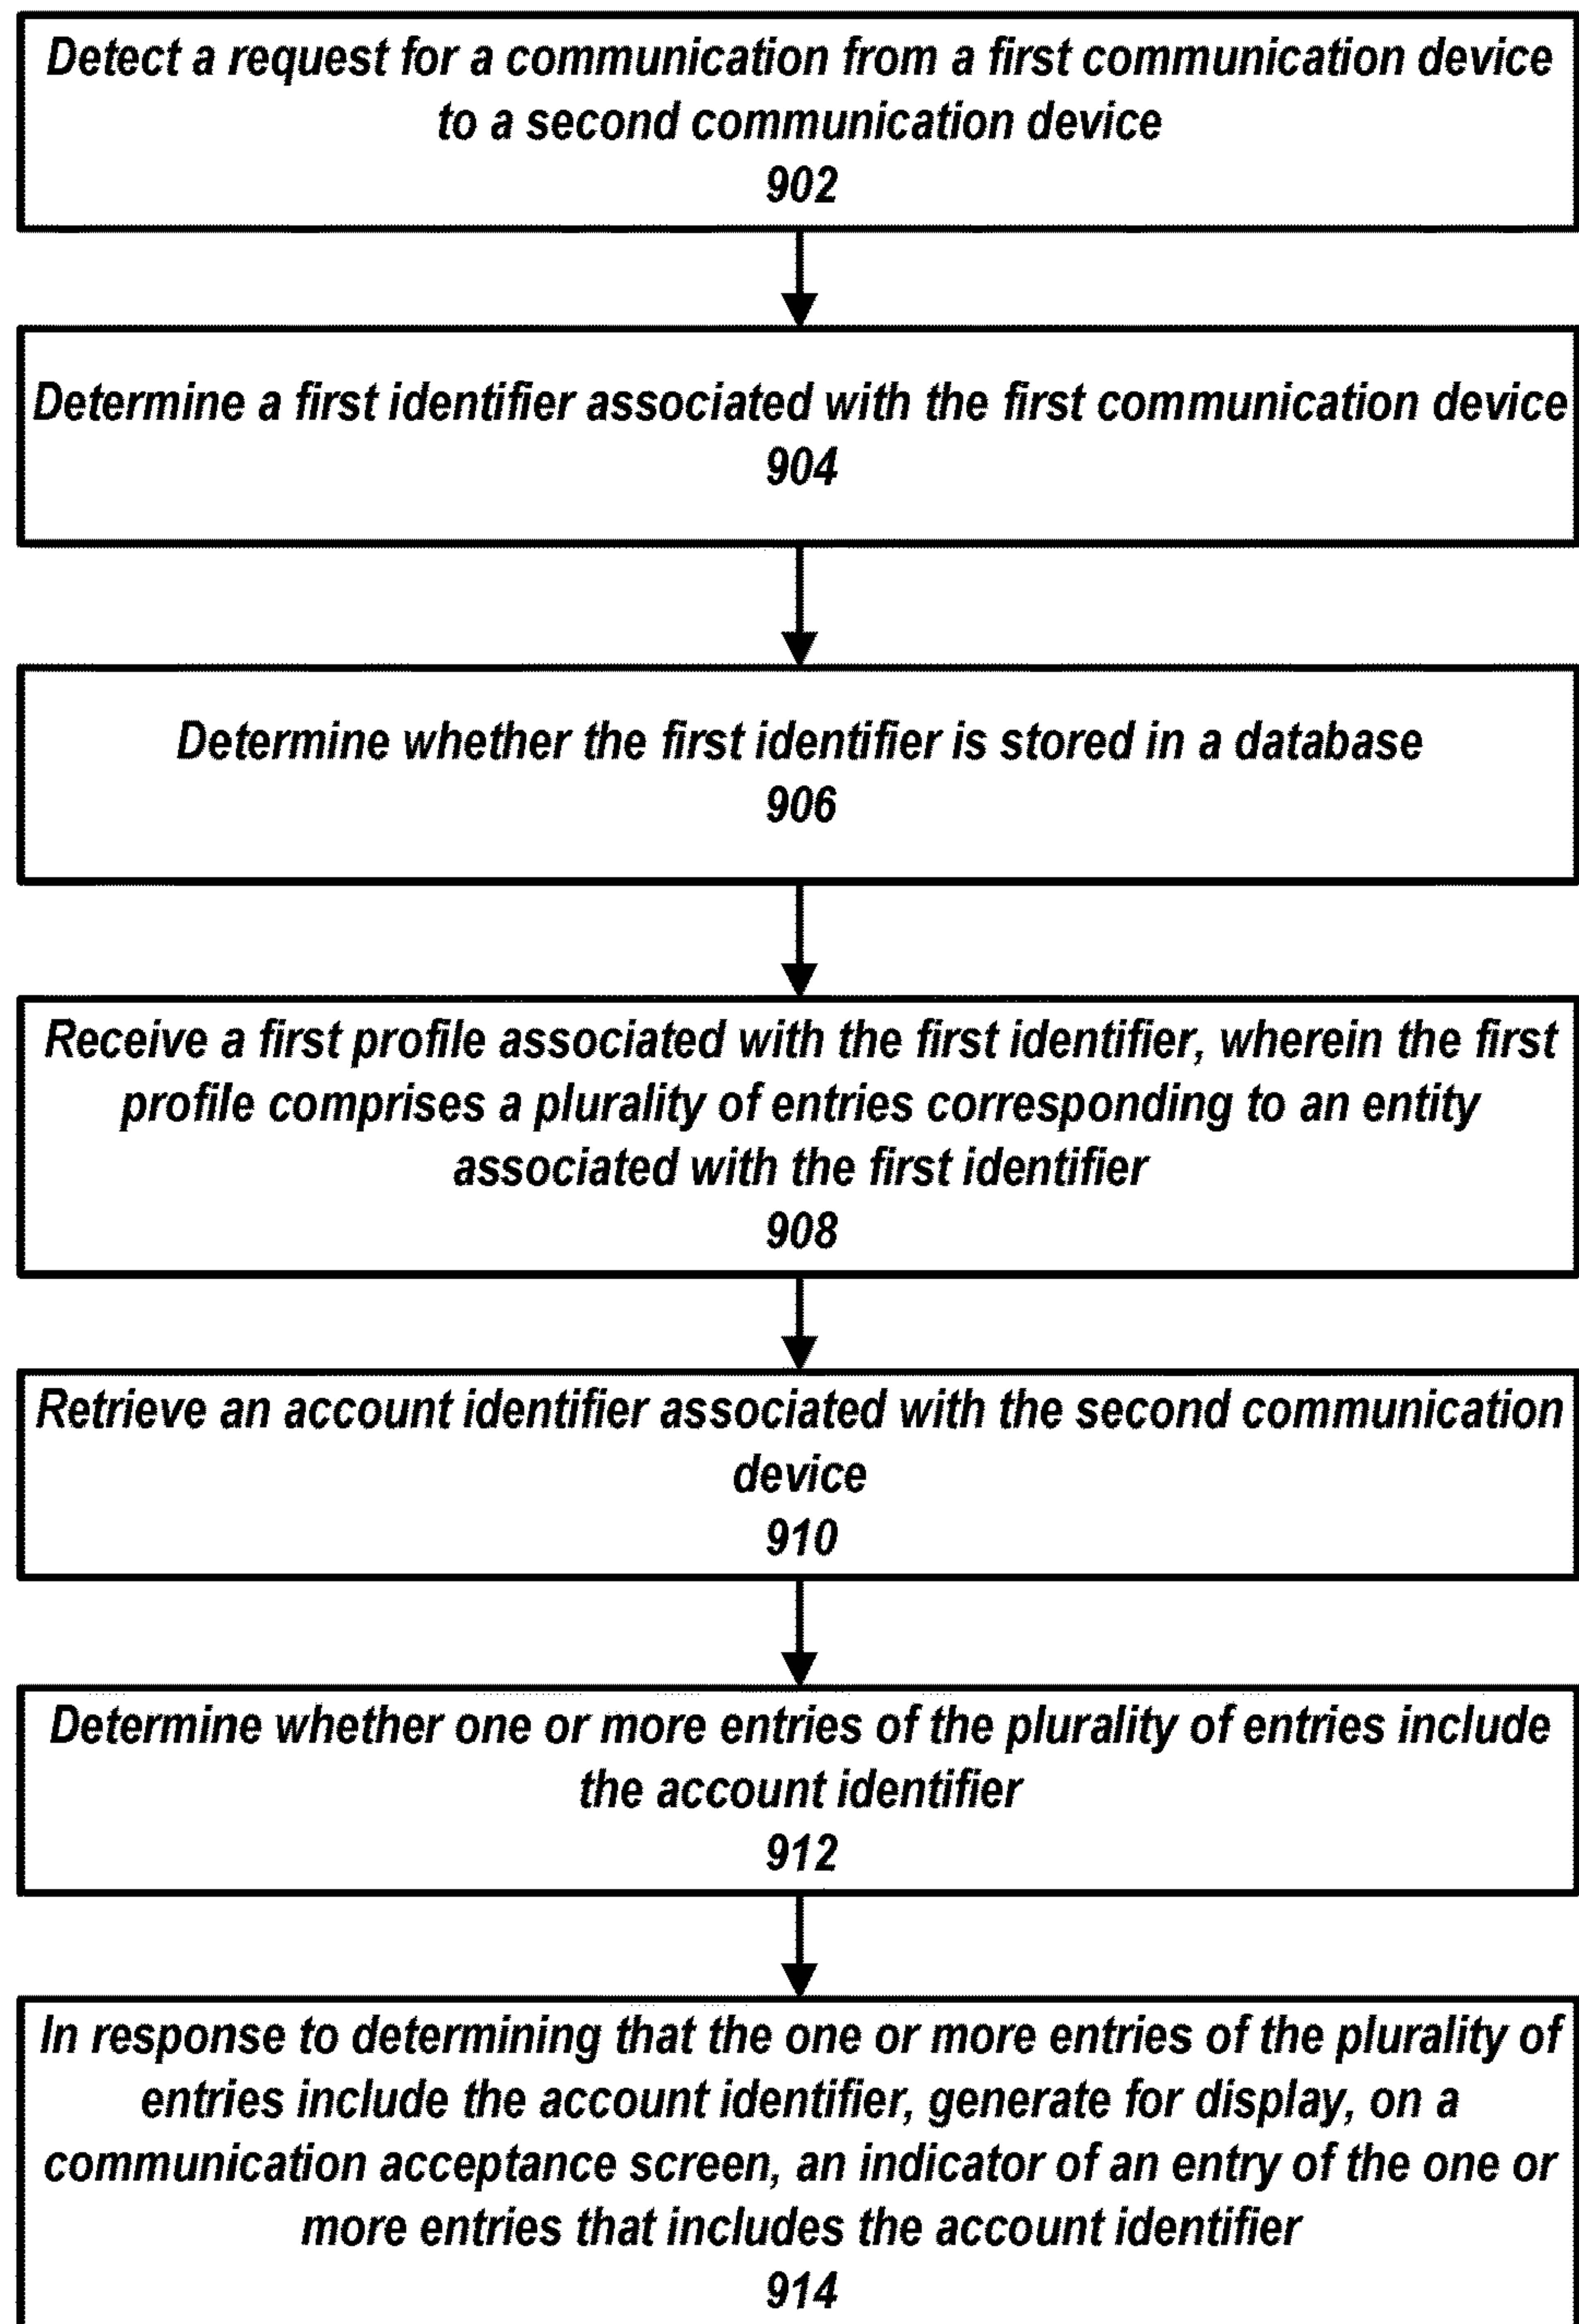 Detect a request for a communication from a first communication device
to a second communication device
902
Determine a first identifier associated with the first communication device
904
Determine whether the first identifier is stored in a database
906
Receive a first profile associated with the first identifier, wherein the first
profile comprises a plurality of entries corresponding to an entity
associated with the first identifier
908
Retrieve an account identifier associated with the second communication
device
910
Determine whether one or more entries of the plurality of entries include
the account identifier
912
In response to determining that the one or more entries of the plurality of
entries include the account identifier, generate for display, on a
communication acceptance screen, an indicator of an entry of the one or
more entries that includes the account identifier
914